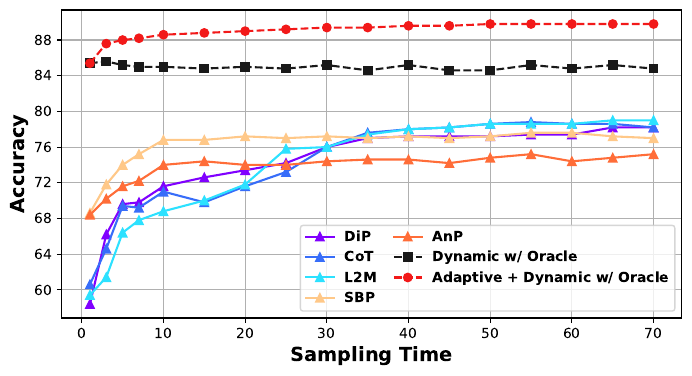 Accuracy
88
84
80
76
72
68
64
60
DiP
CoT
L2M
SBP
AnP
Dynamic w/ Oracle
Adaptive + Dynamic w/ Oracle
0 10 20 30 40 50 60 70
Sampling Time